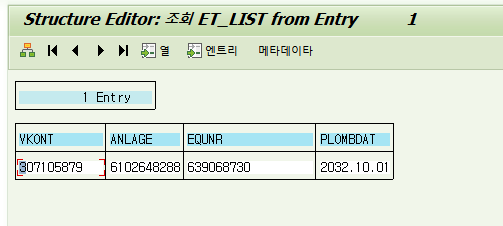 Structure Editor: 조회 ET_LIST from Entry 1
열 엔트리 메타데이타
1 Entry
VKONT ANLAGE EQUNR PLOMBDAT
307105879 6102648288 639068730 2032.10.01